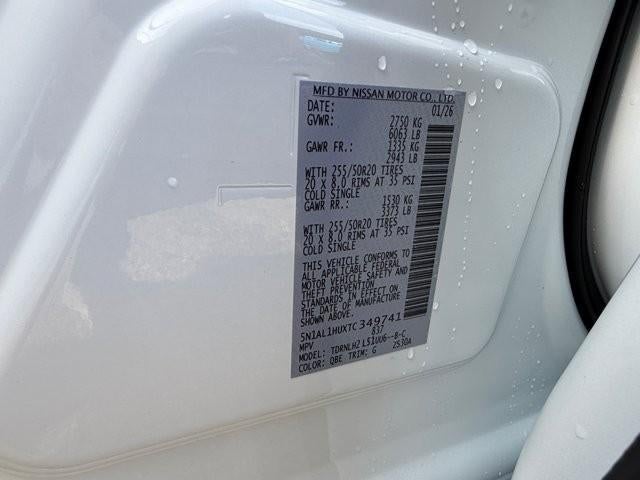 MFD BY NISSAN MOTOR CO., LTD.
DATE: 01/26
GVWR: 2750 KG
6063 LB
GAWR FR.: 1335 KG
2943 LB
WITH 255/50R20 TIRES
20 X 8.0 RIMS AT 35 PSI
COLD SINGLE
GAWR RR.: 1530 KG
3373 LB
WITH 255/50R20 TIRES
20 X 8.0 RIMS AT 35 PSI
COLD SINGLE
THIS VEHICLE CONFORMS TO
ALL APPLICABLE FEDERAL
MOTOR VEHICLE SAFETY AND
THEFT PREVENTION
STANDARDS IN EFFECT ON
THE DATE OF MANUFACTURE
SHOWN ABOVE.
5N1AL1HUXTC349741
MPV 837
MODEL: TDRNLHZ L51UU6--B-C
COLOR: QBE TRIM: G 2S30A